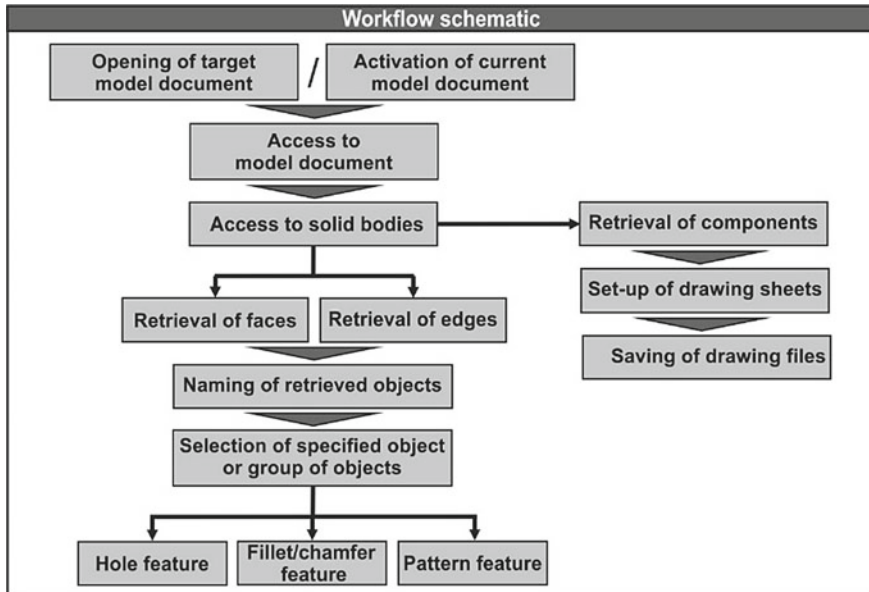 Workflow schematic
Opening of target
model document
/
Activation of current
model document
Access to
model document
Access to solid bodies
Retrieval of components
Set-up of drawing sheets
Saving of drawing files
Retrieval of faces
Retrieval of edges
Naming of retrieved objects
Selection of specified object
or group of objects
Hole feature
Fillet/chamfer
feature
Pattern feature